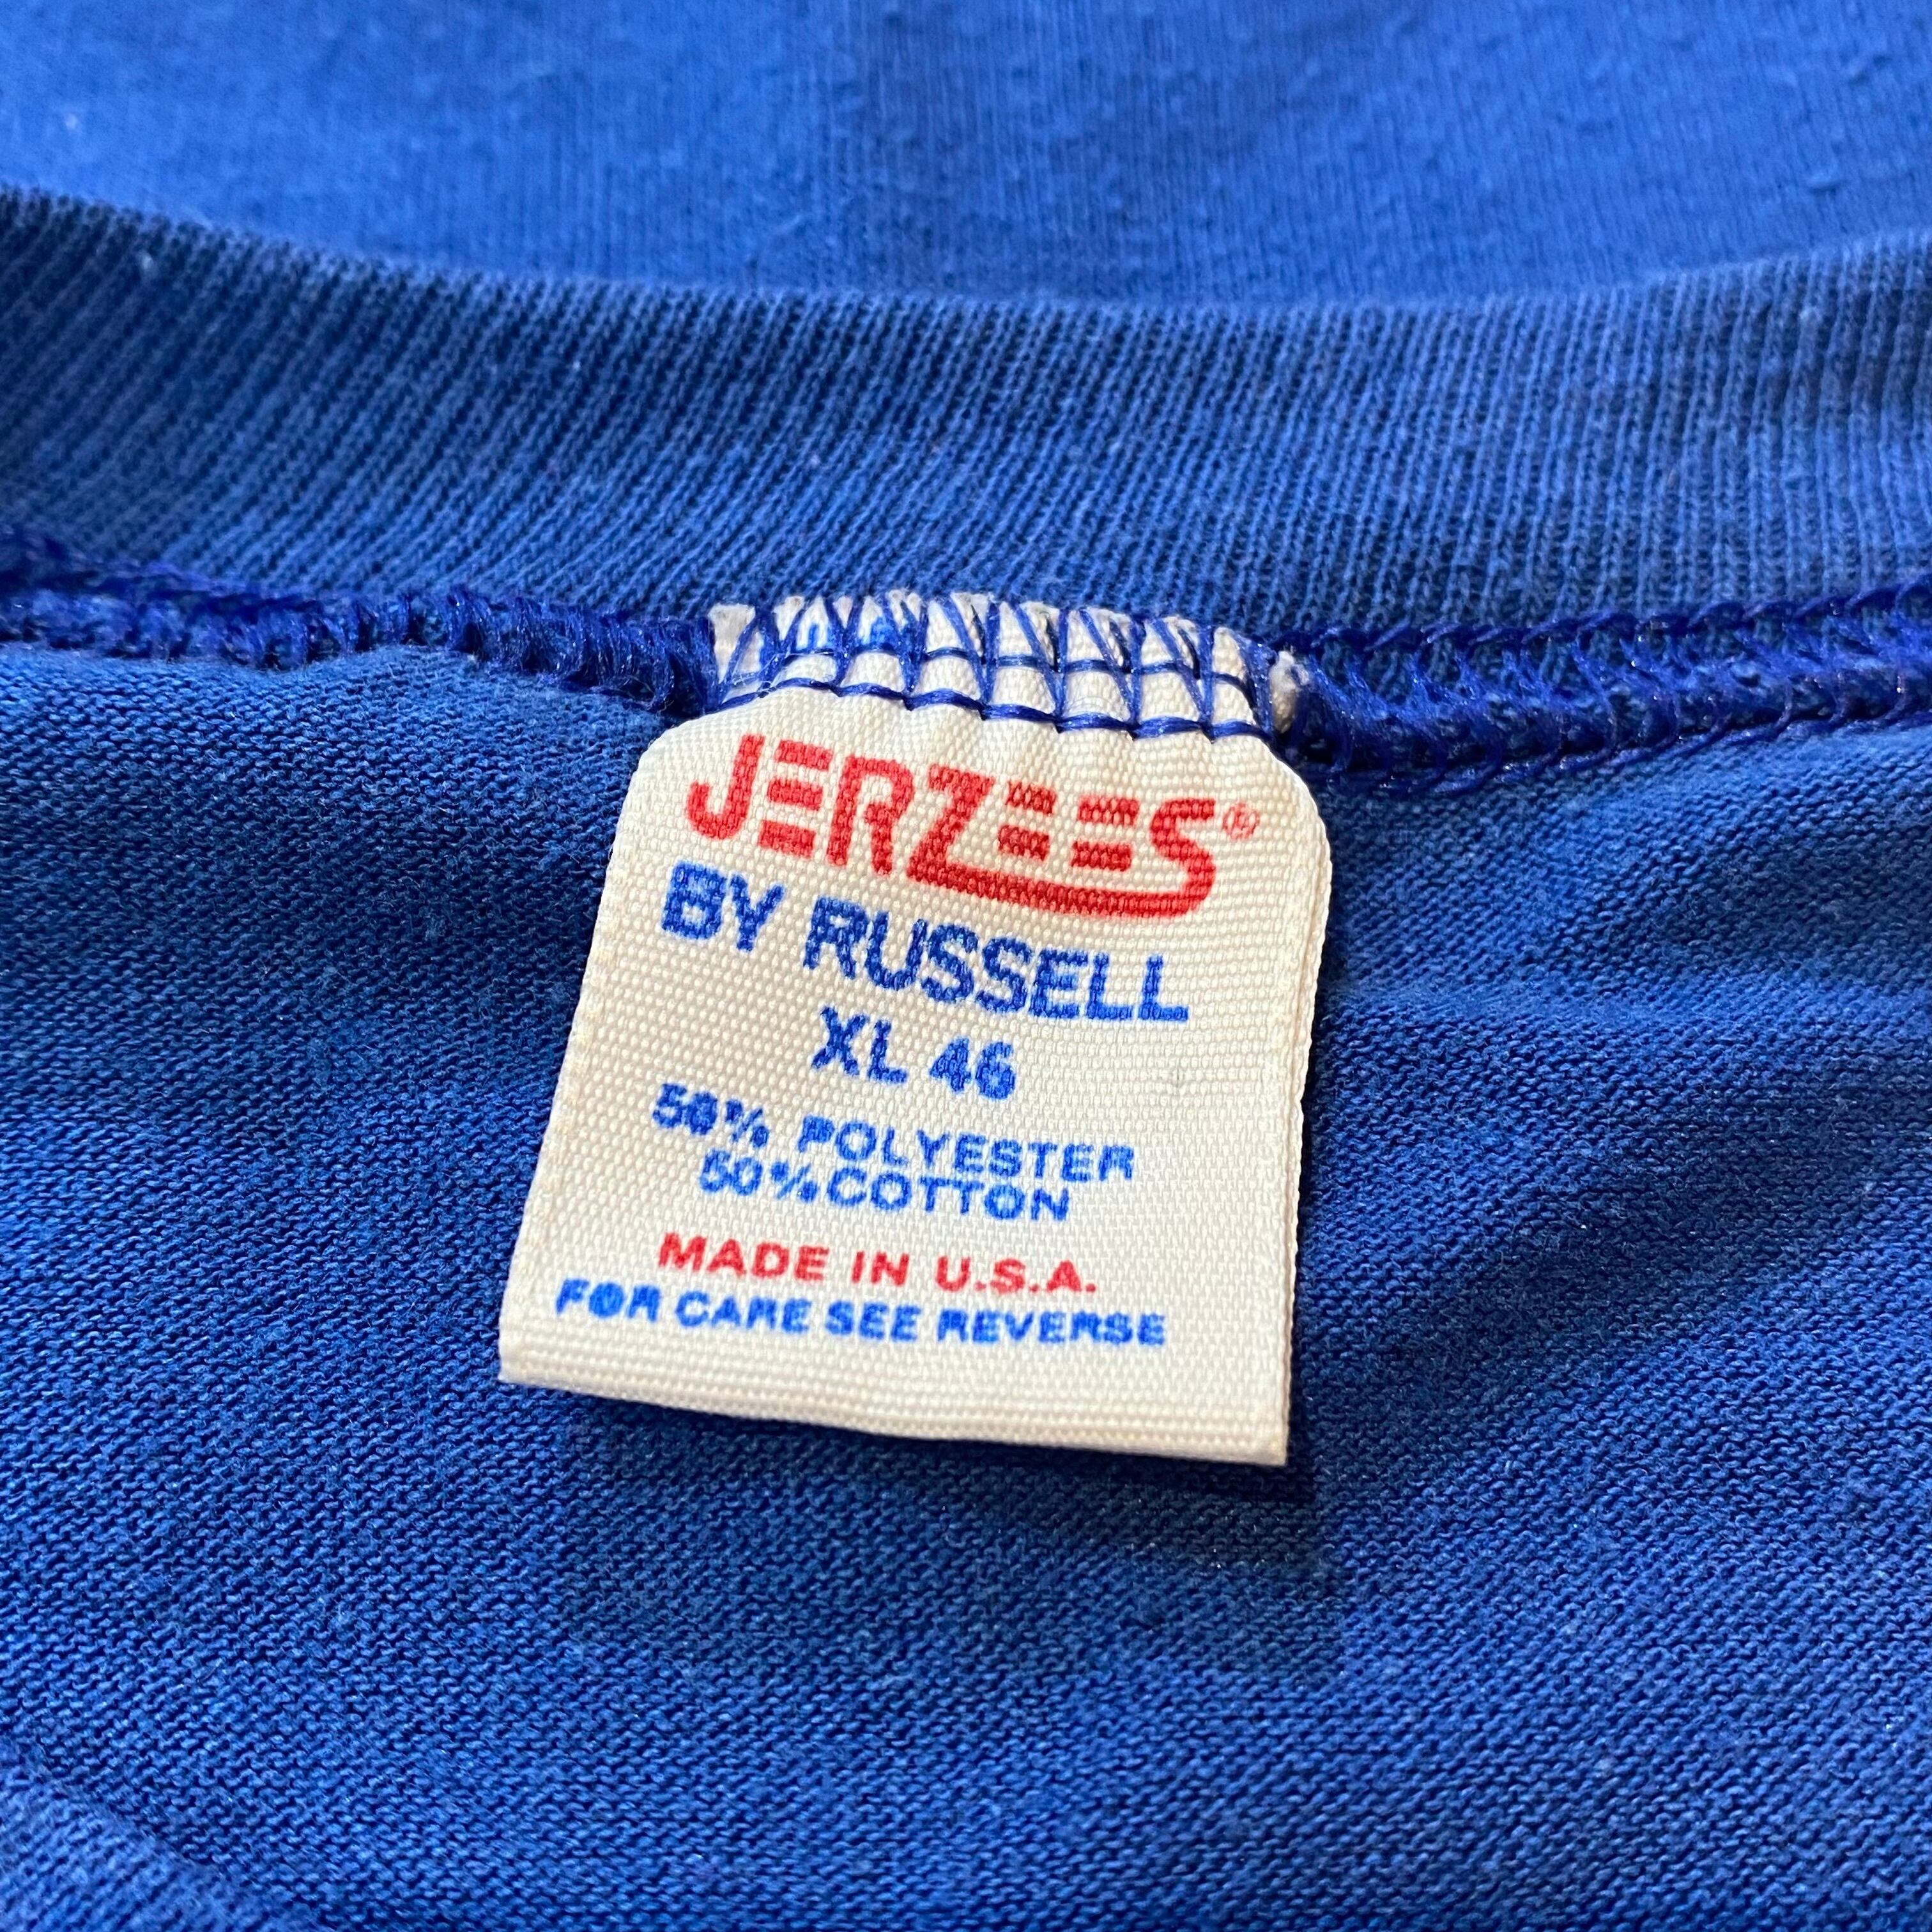 JERZEES®
BY RUSSELL
XL 46
50% POLYESTER
50% COTTON
MADE IN U.S.A.
FOR CARE SEE REVERSE